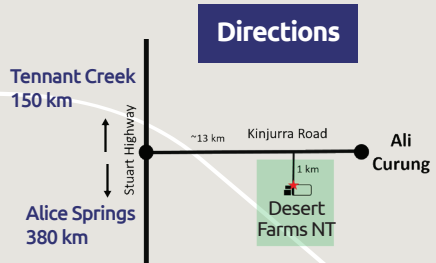 Directions
Tennant Creek
150 km
Stuart Highway
~13 km
Kinjurra Road
Ali
Curung
1 km
Alice Springs
380 km
Desert
Farms NT